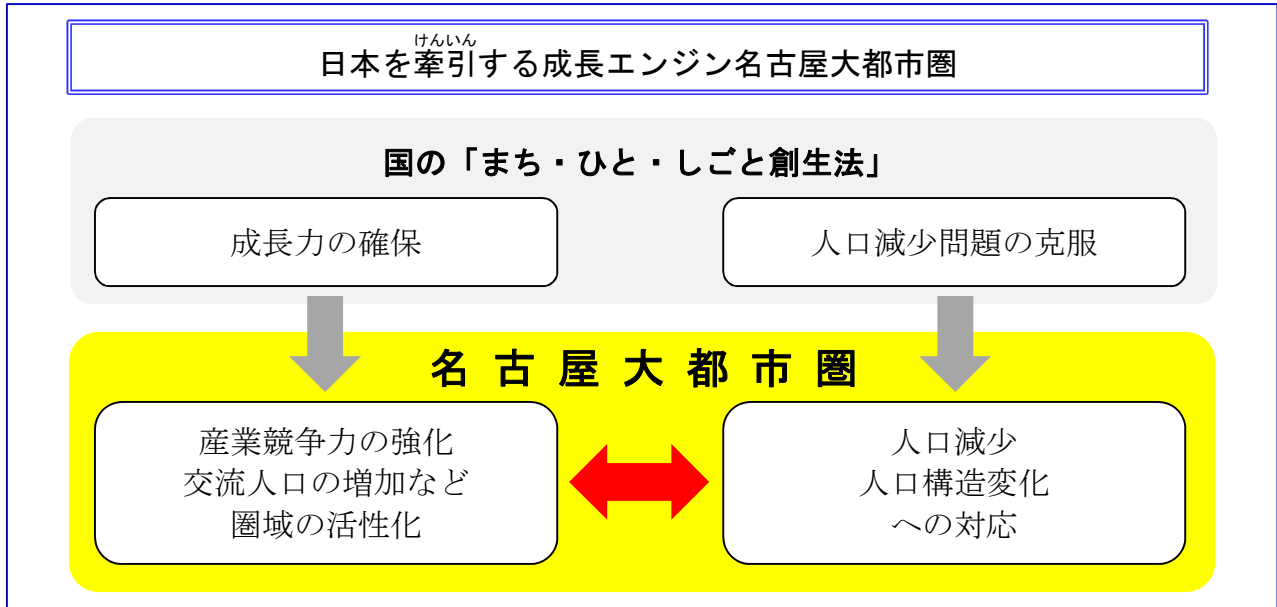 けんいん
日本を牽引する成長エンジン名古屋大都市圏
国の「まち・ひと・しごと創生法」
成長力の確保
人口減少問題の克服
名古屋大都市圏
産業競争力の強化
交流人口の増加など
圏域の活性化
人口減少
人口構造変化
への対応